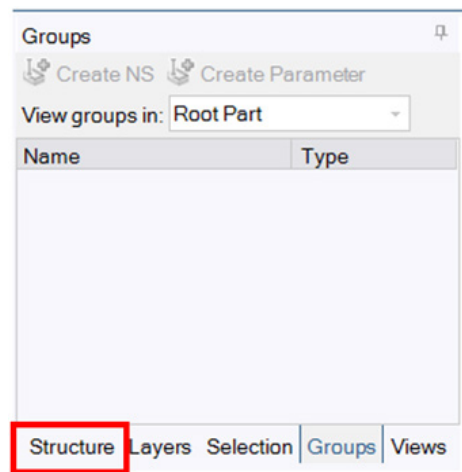 Groups
Create NS Create Parameter
View groups in: Root Part
Name Type
Structure Layers Selection Groups Views